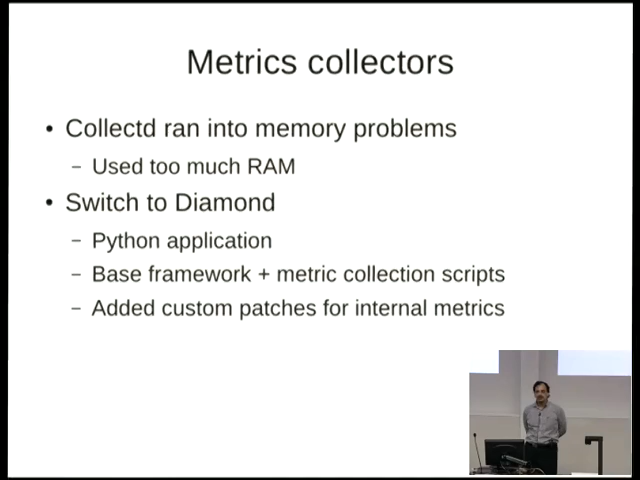 Metrics collectors
• Collectd ran into memory problems
– Used too much RAM
• Switch to Diamond
– Python application
– Base framework + metric collection scripts
– Added custom patches for internal metrics